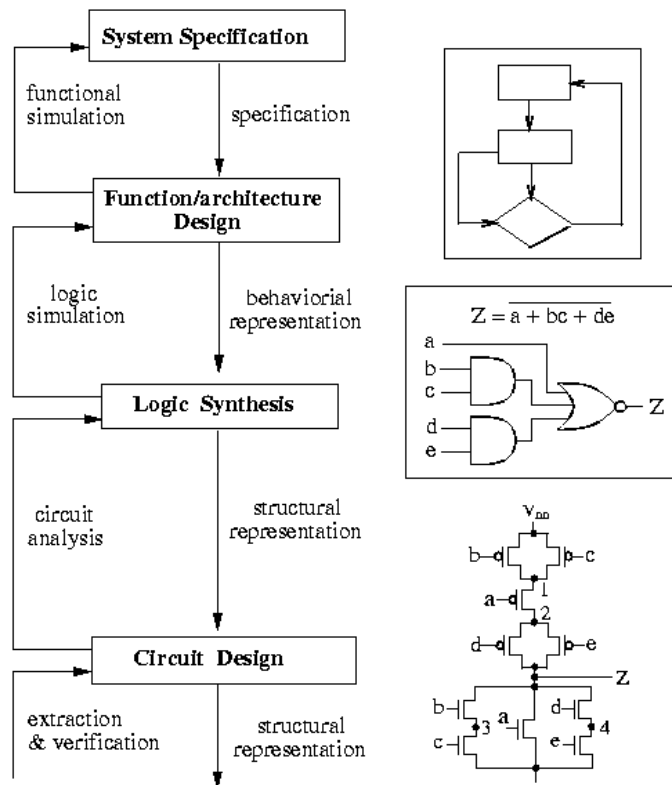 System Specification
functional
simulation
specification
Function/architecture
Design
logic
simulation
behaviorial
representation
Logic Synthesis
circuit
analysis
structural
representation
Circuit Design
extraction
& verification
structural
representation
Z = a + bc + de
a
b
c
d
e
Z
V_DD
b
c
1
a
2
d
e
Z
b
3
a
d
4
c
e